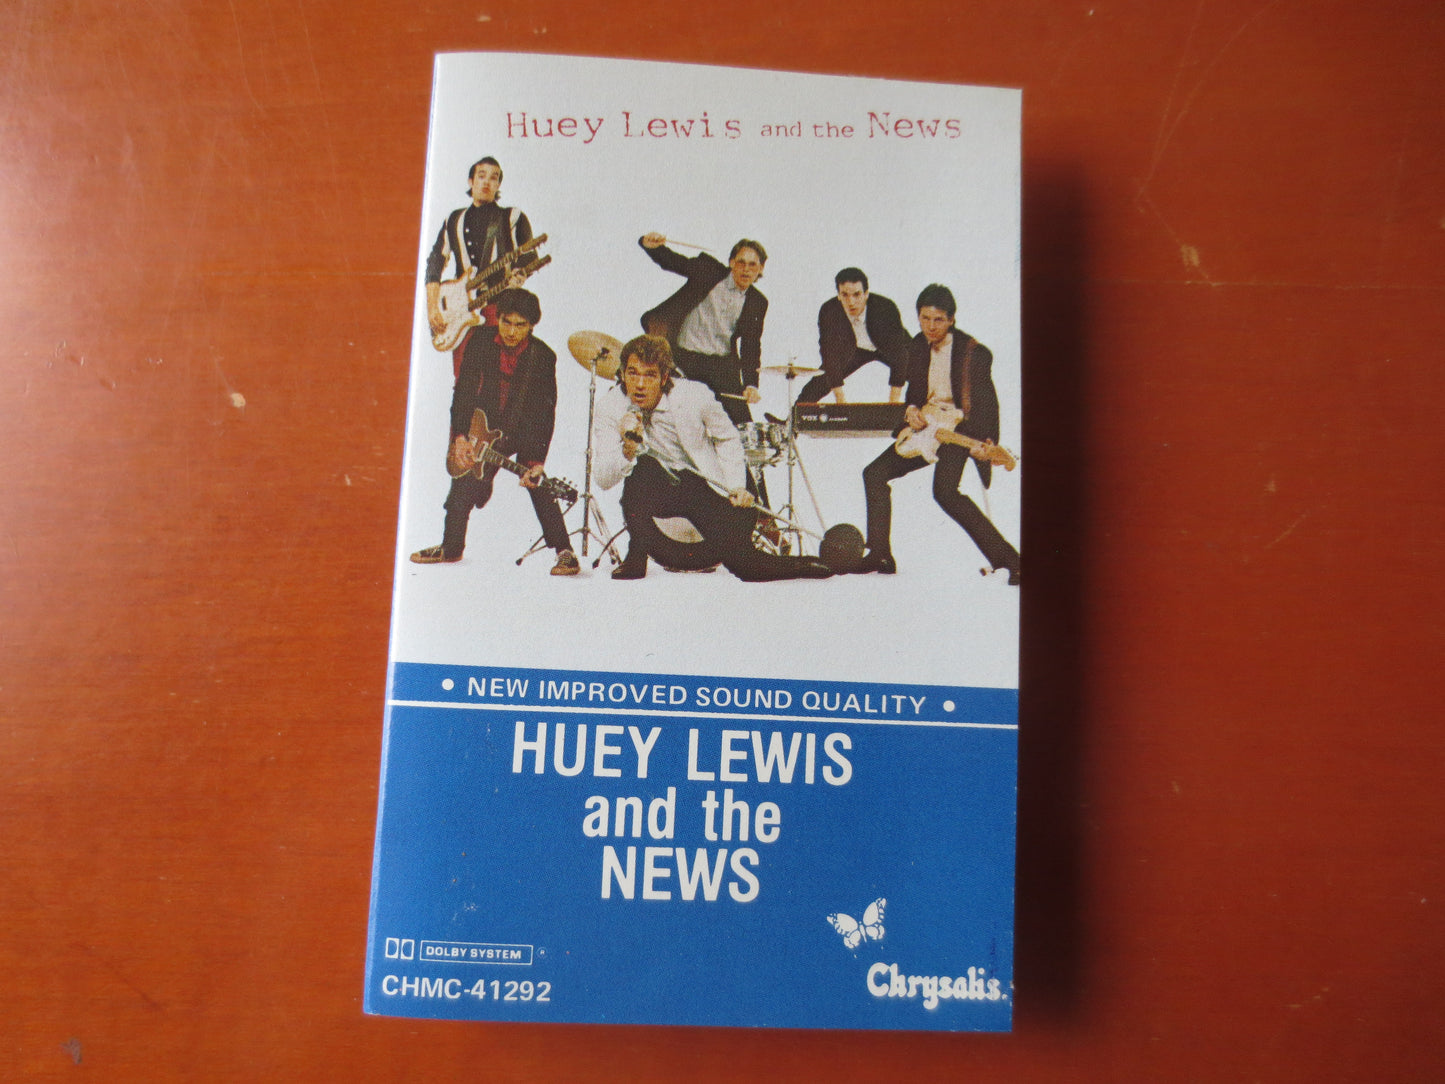 Huey Lewis and the News
VOX
• NEW IMPROVED SOUND QUALITY •
HUEY LEWIS
and the
NEWS
DOLBY SYSTEM ®
CHMC-41292
Chrysalis.